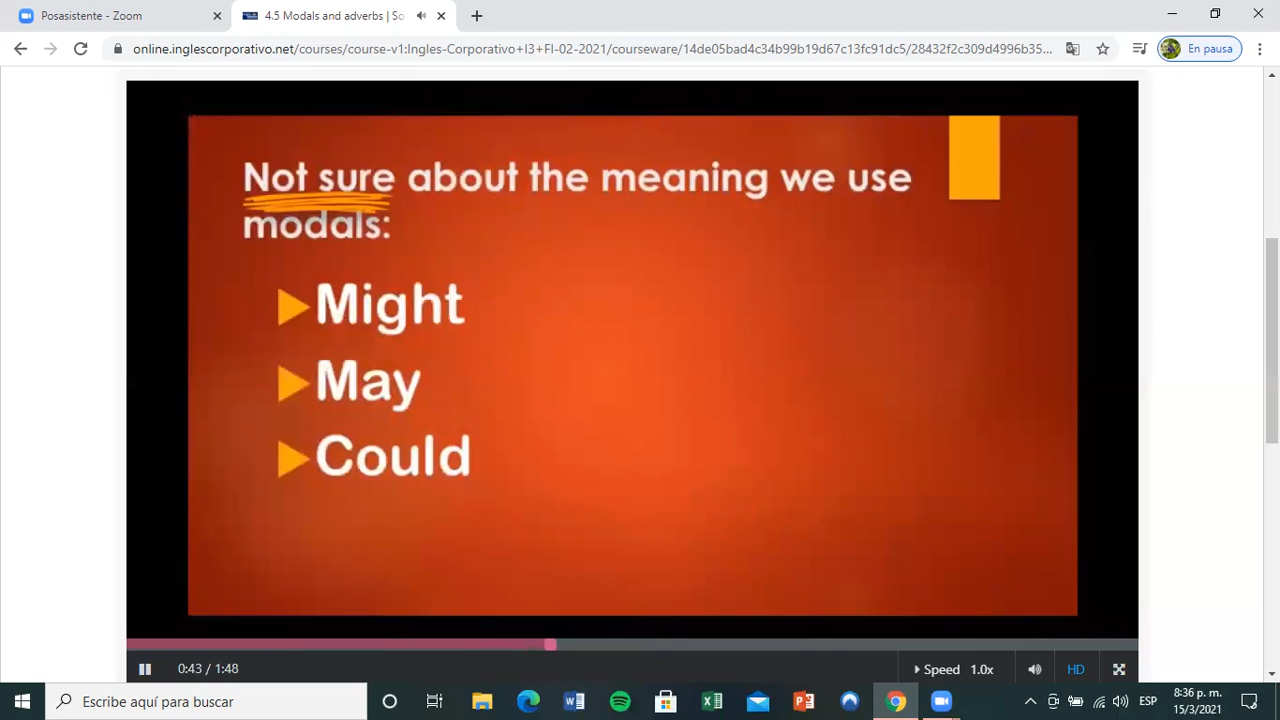 Posasistente - Zoom
4.5 Modals and adverbs | So
online.inglescorporativo.net/courses/course-v1:Ingles-Corporativo+I3+FI-02-2021/courseware/14de05bad4c34b99b19d67c13fc91dc5/28432f2c309d4996b35...
En pausa
Not sure about the meaning we use
modals:
Might
May
Could
0:43 / 1:48
Speed 1.0x
HD
Escribe aquí para buscar
ESP
8:36 p. m.
15/3/2021